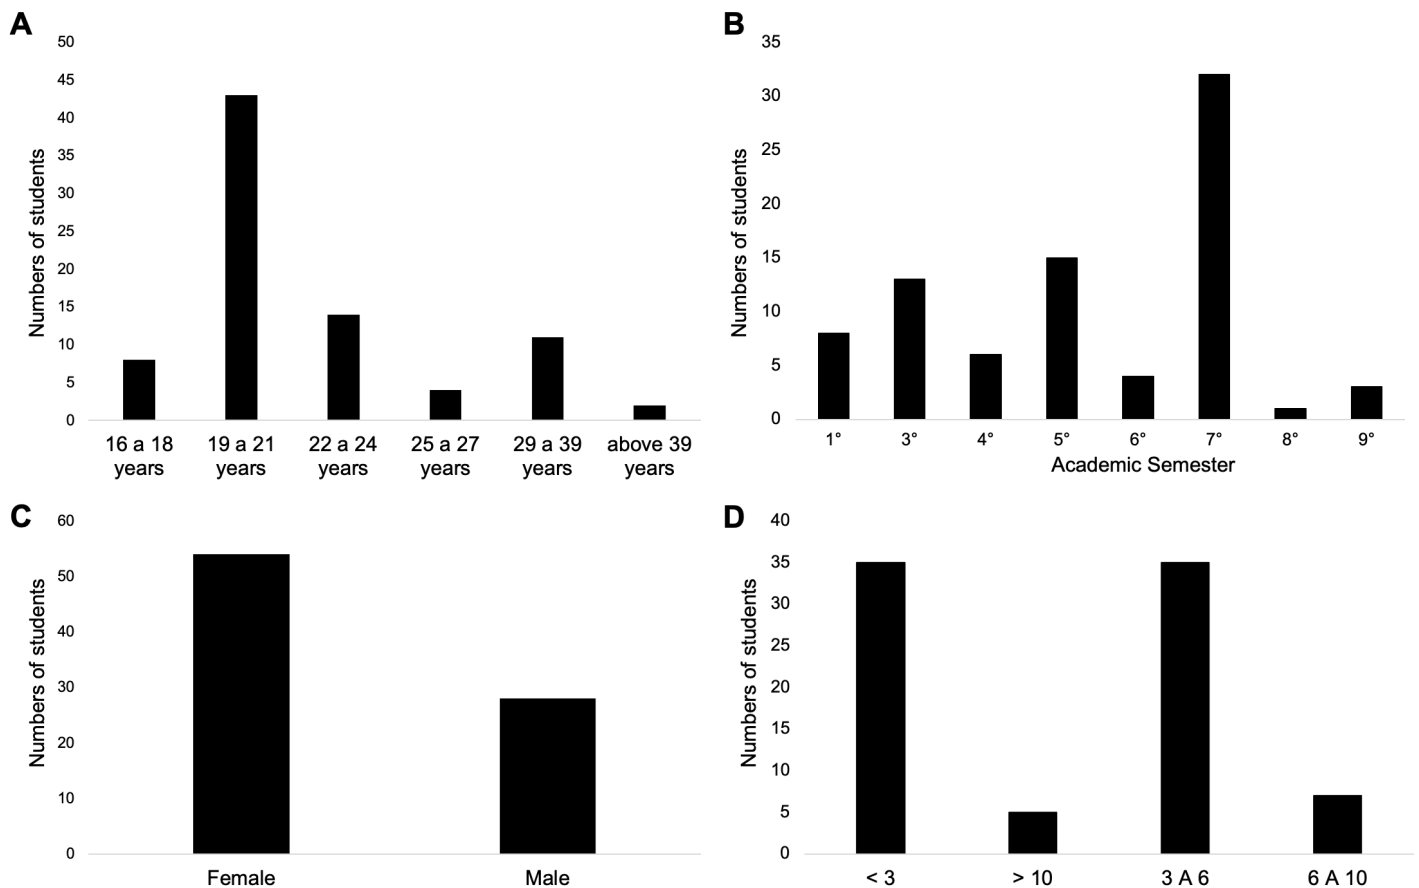 A
50
45
40
35
30
25
20
15
10
5
0
Numbers of students
16 a 18 years
19 a 21 years
22 a 24 years
25 a 27 years
29 a 39 years
above 39 years
B
35
30
25
20
15
10
5
0
Numbers of students
1°
3°
4°
5°
6°
7°
8°
9°
Academic Semester
C
60
50
40
30
20
10
0
Numbers of students
Female
Male
D
40
35
30
25
20
15
10
5
0
Numbers of students
< 3
> 10
3 A 6
6 A 10